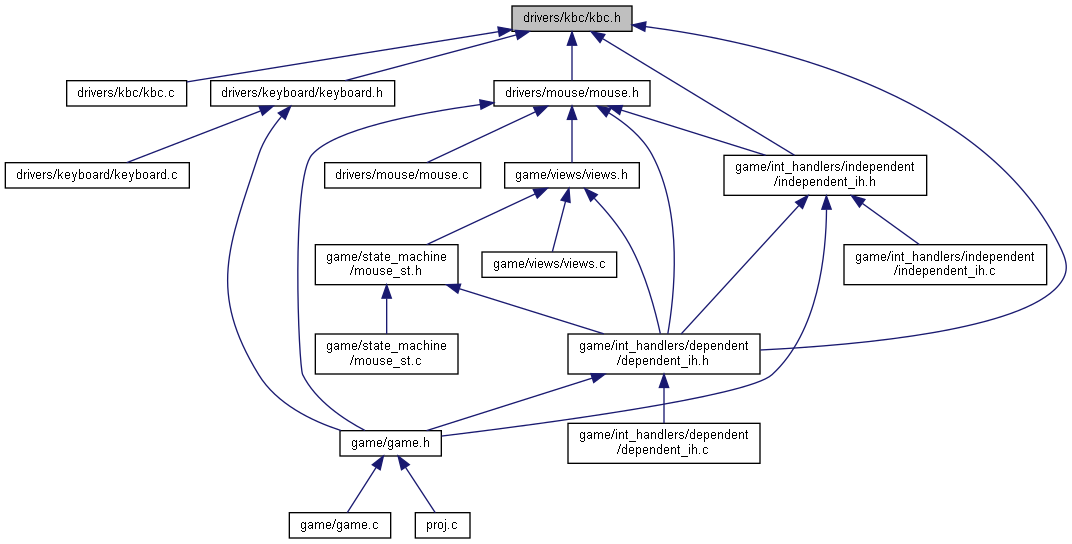 drivers/kbc/kbc.h
drivers/kbc/kbc.c
drivers/keyboard/keyboard.h
drivers/mouse/mouse.h
drivers/keyboard/keyboard.c
drivers/mouse/mouse.c
game/views/views.h
game/int_handlers/independent
/independent_ih.h
game/state_machine
/mouse_st.h
game/views/views.c
game/int_handlers/independent
/independent_ih.c
game/state_machine
/mouse_st.c
game/int_handlers/dependent
/dependent_ih.h
game/game.h
game/int_handlers/dependent
/dependent_ih.c
game/game.c
proj.c